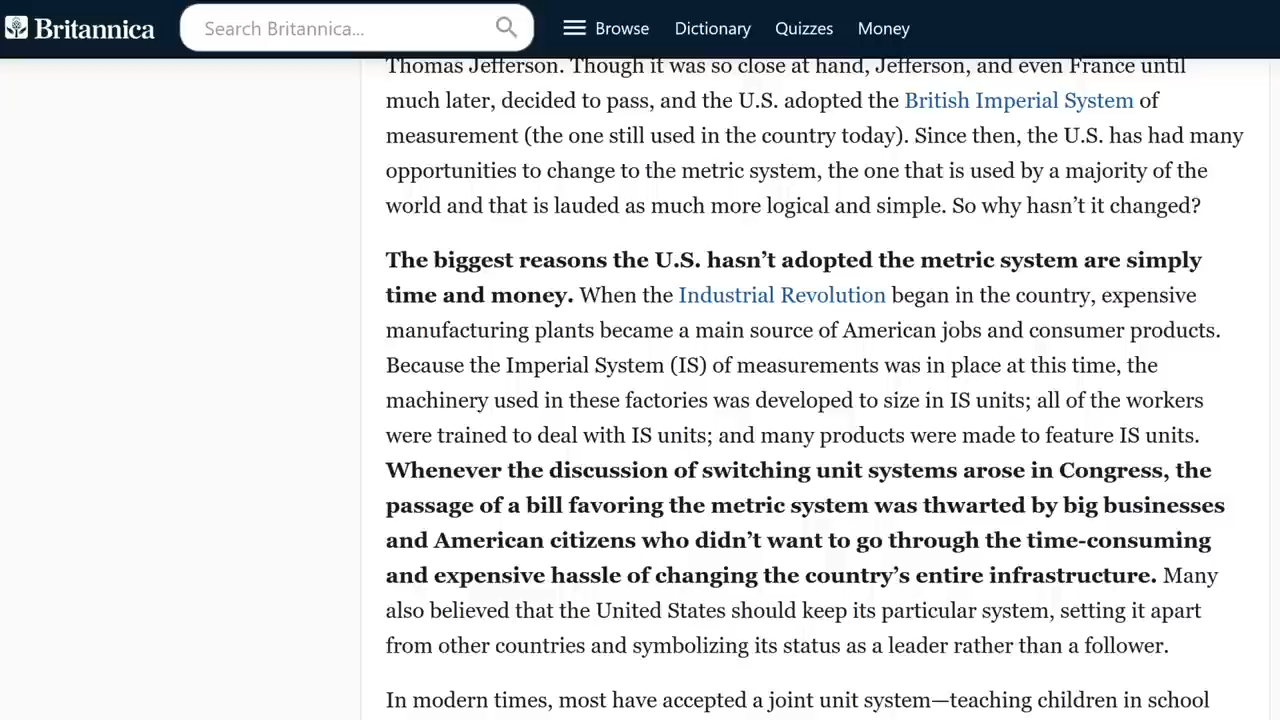 Britannica
Search Britannica...
Browse
Dictionary
Quizzes
Money
Thomas Jefferson. Though it was so close at hand, Jefferson, and even France until
much later, decided to pass, and the U.S. adopted the British Imperial System of
measurement (the one still used in the country today). Since then, the U.S. has had many
opportunities to change to the metric system, the one that is used by a majority of the
world and that is lauded as much more logical and simple. So why hasn’t it changed?
The biggest reasons the U.S. hasn’t adopted the metric system are simply
time and money. When the Industrial Revolution began in the country, expensive
manufacturing plants became a main source of American jobs and consumer products.
Because the Imperial System (IS) of measurements was in place at this time, the
machinery used in these factories was developed to size in IS units; all of the workers
were trained to deal with IS units; and many products were made to feature IS units.
Whenever the discussion of switching unit systems arose in Congress, the
passage of a bill favoring the metric system was thwarted by big businesses
and American citizens who didn’t want to go through the time-consuming
and expensive hassle of changing the country’s entire infrastructure. Many
also believed that the United States should keep its particular system, setting it apart
from other countries and symbolizing its status as a leader rather than a follower.
In modern times, most have accepted a joint unit system—teaching children in school